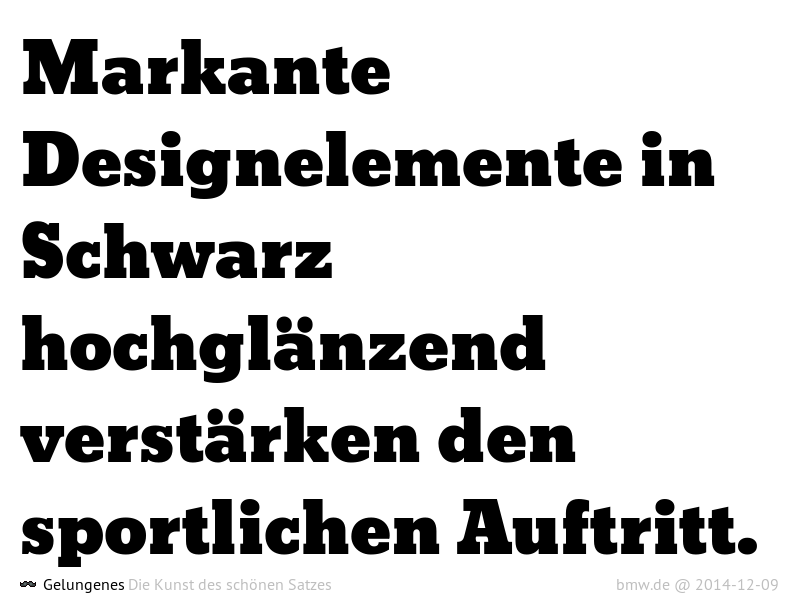 Markante
Designelemente in
Schwarz
hochglänzend
verstärken den
sportlichen Auftritt.
Gelungenes Die Kunst des schönen Satzes
bmw.de @ 2014-12-09